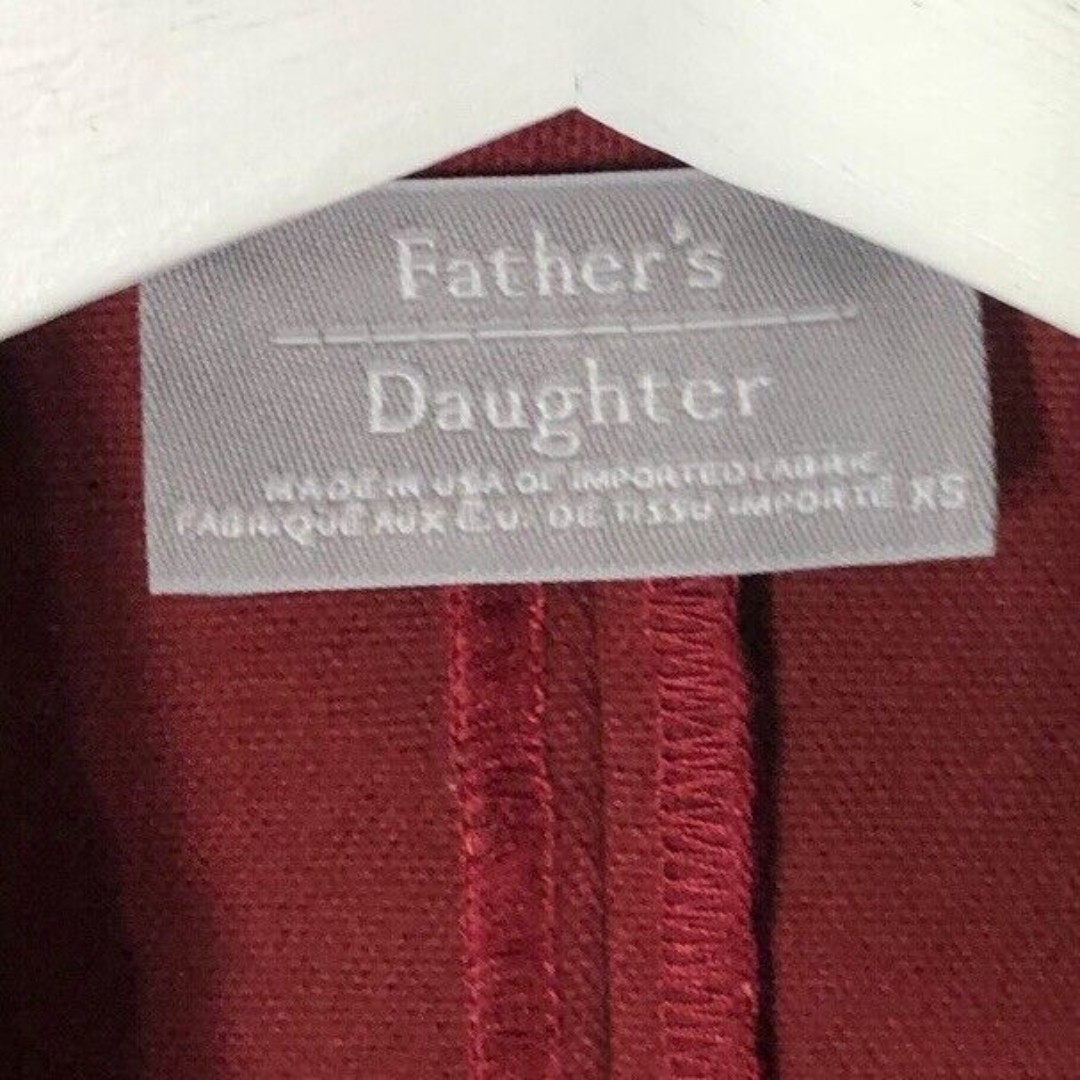 Father's
Daughter
MADE IN USA OF IMPORTED FABRIC
FABRIQUÉ AUX É.U. DE TISSU IMPORTÉ XS